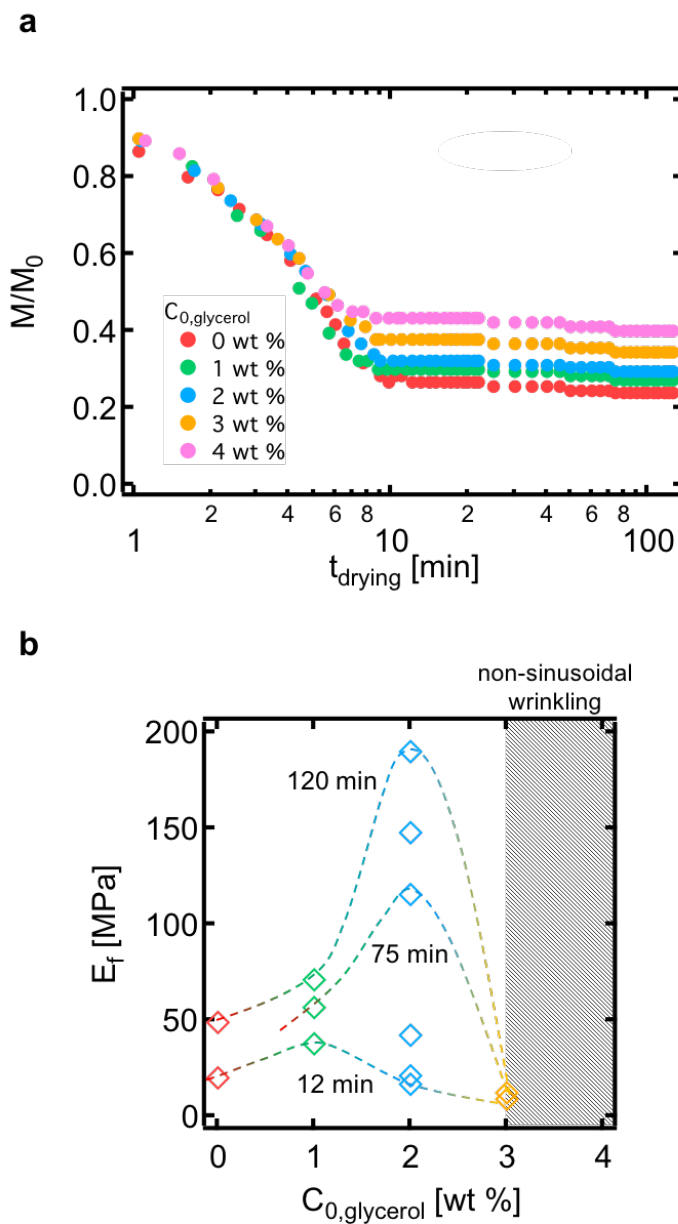 a
1.0
0.8
0.6
0.4
0.2
0.0
M/M0
C0,glycerol
0 wt %
1 wt %
2 wt %
3 wt %
4 wt %
2 4 6 8 2 4 6 8
1 10 100
tdrying [min]
b
non-sinusoidal
wrinkling
200
150
100
50
0
Ef [MPa]
120 min
75 min
12 min
0 1 2 3 4
C0,glycerol [wt %]